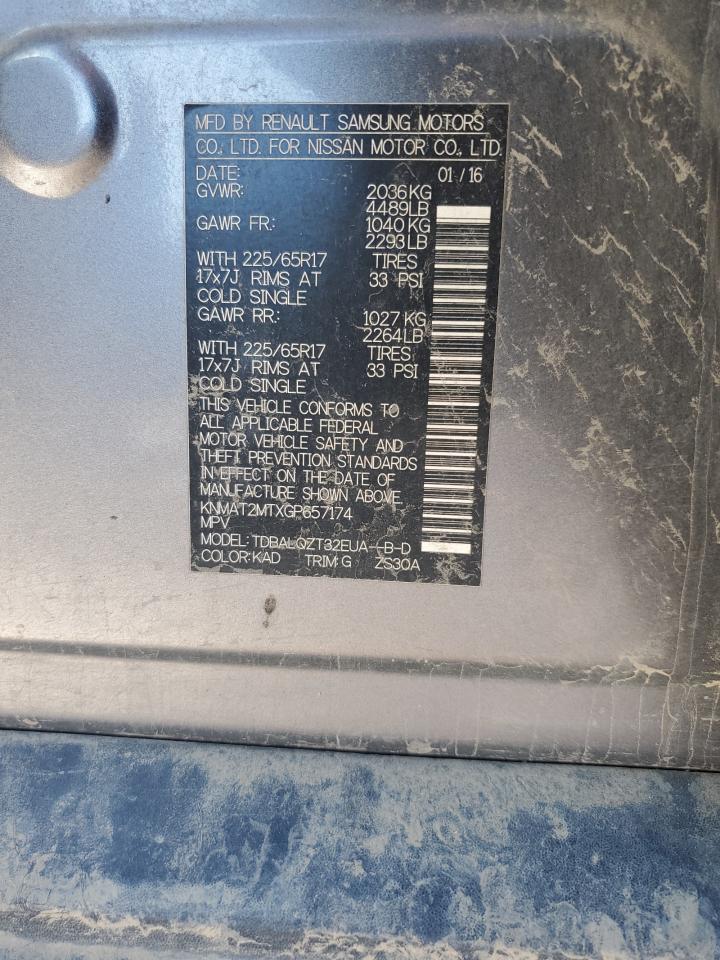 MFD BY RENAULT SAMSUNG MOTORS
CO., LTD. FOR NISSAN MOTOR CO., LTD.
DATE: 01 / 16
GVWR: 2036KG
4489LB
GAWR FR: 1040KG
2293LB
WITH 225/65R17 TIRES
17x7J RIMS AT 33 PSI
COLD SINGLE
GAWR RR: 1027KG
2264LB
WITH 225/65R17 TIRES
17x7J RIMS AT 33 PSI
COLD SINGLE
THIS VEHICLE CONFORMS TO
ALL APPLICABLE FEDERAL
MOTOR VEHICLE SAFETY AND
THEFT PREVENTION STANDARDS
IN EFFECT ON THE DATE OF
MANUFACTURE SHOWN ABOVE.
KNMAT2MTXGP657174
MPV
MODEL: TDBALQZT32EUA--B-D
COLOR: KAD TRIM: G ZS30A